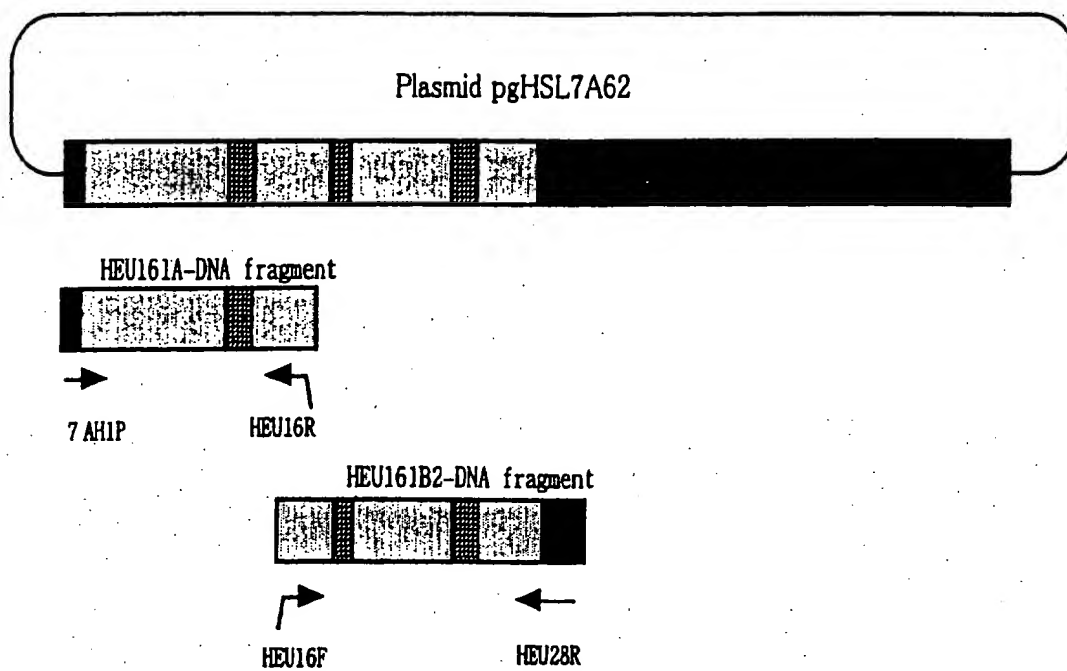 Plasmid pgHSL7A62
HEU161A-DNA fragment
7 AH1P
HEU16R
HEU161B2-DNA fragment
HEU16F
HEU28R